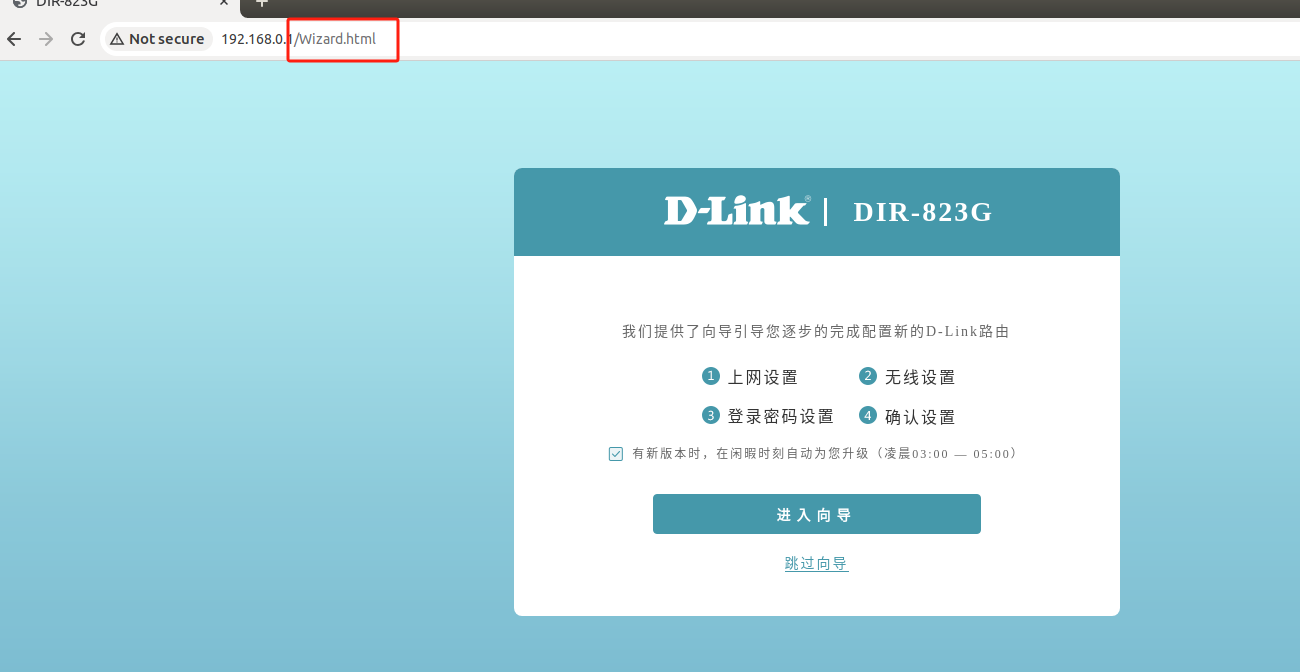 DIR-823G
Not secure 192.168.0.1/Wizard.html
D-Link® | DIR-823G
我们提供了向导引导您逐步的完成配置新的D-Link路由
1 上网设置 2 无线设置
3 登录密码设置 4 确认设置
有新版本时，在闲暇时刻自动为您升级（凌晨03:00 — 05:00）
进入向导
跳过向导